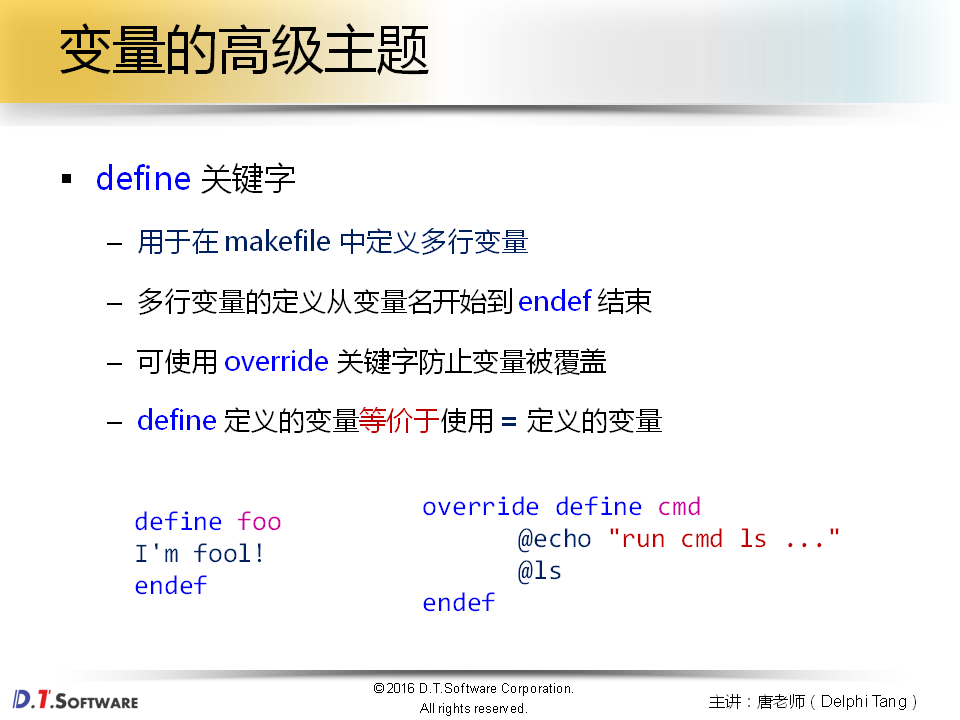 变量的高级主题
define 关键字
– 用于在 makefile 中定义多行变量
– 多行变量的定义从变量名开始到 endef 结束
– 可使用 override 关键字防止变量被覆盖
– define 定义的变量等价于使用 = 定义的变量
define foo
I'm fool!
endef
override define cmd
@echo "run cmd ls ..."
@ls
endef
D.T.SOFTWARE
©2016 D.T.Software Corporation.
All rights reserved.
主讲：唐老师（Delphi Tang）